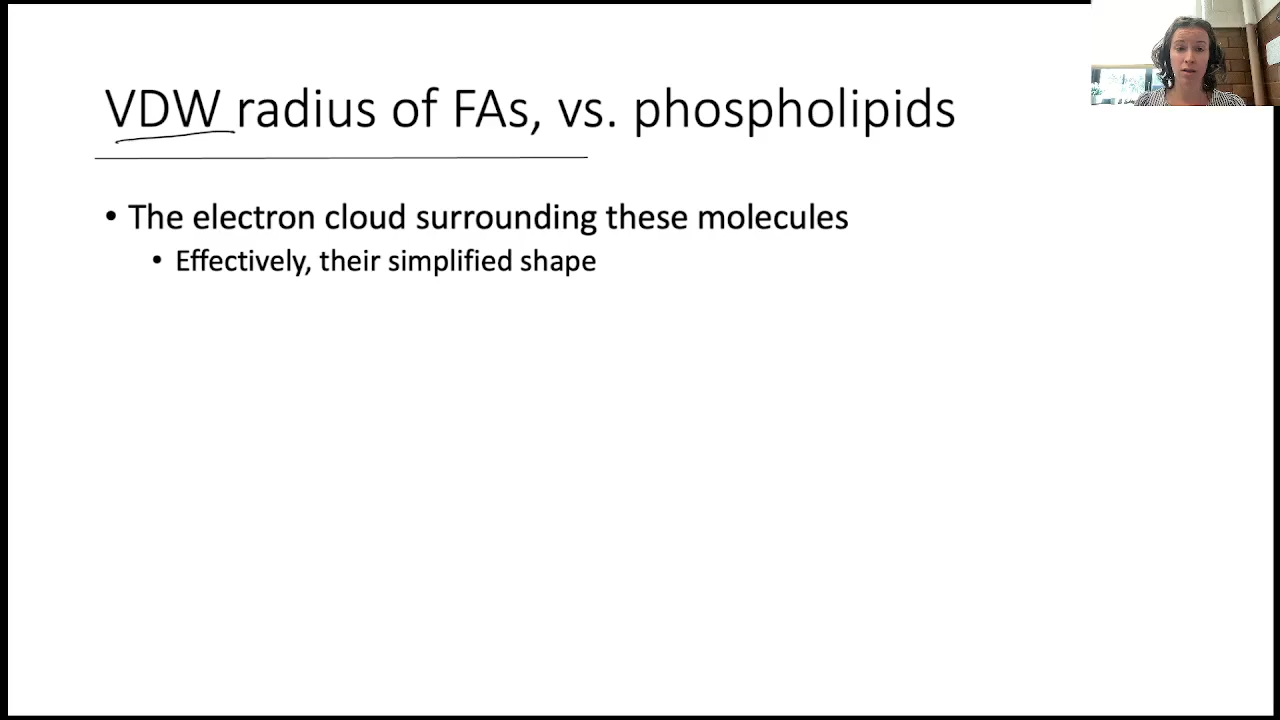 VDW radius of FAs, vs. phospholipids
• The electron cloud surrounding these molecules
• Effectively, their simplified shape